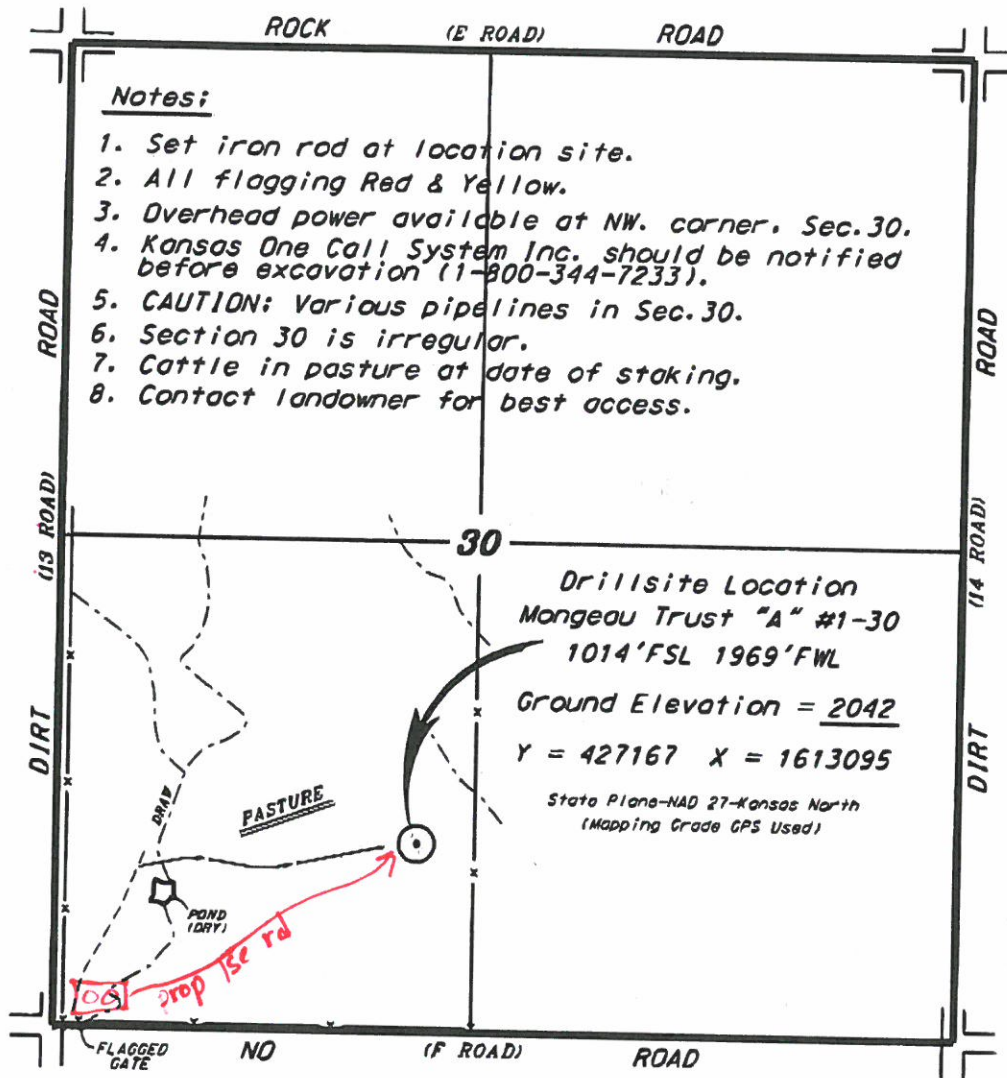 ROCK (E ROAD) ROAD
Notes:
1. Set iron rod at location site.
2. All flagging Red & Yellow.
3. Overhead power available at NW. corner. Sec.30.
4. Kansas One Call System Inc. should be notified
before excavation (1-800-344-7233).
5. CAUTION: Various pipelines in Sec.30.
6. Section 30 is irregular.
7. Cattle in pasture at date of staking.
8. Contact landowner for best access.
DIRT (13 ROAD) ROAD
DIRT (14 ROAD) ROAD
30
Drillsite Location
Mongeau Trust "A" #1-30
1014'FSL 1969'FWL
Ground Elevation = 2042
Y = 427167 X = 1613095
State Plane-NAD 27-Kansas North
(Mapping Grade GPS Used)
DRAW
PASTURE
POND
(DRY)
prop lse rd
FLAGGED
GATE
NO (F ROAD) ROAD